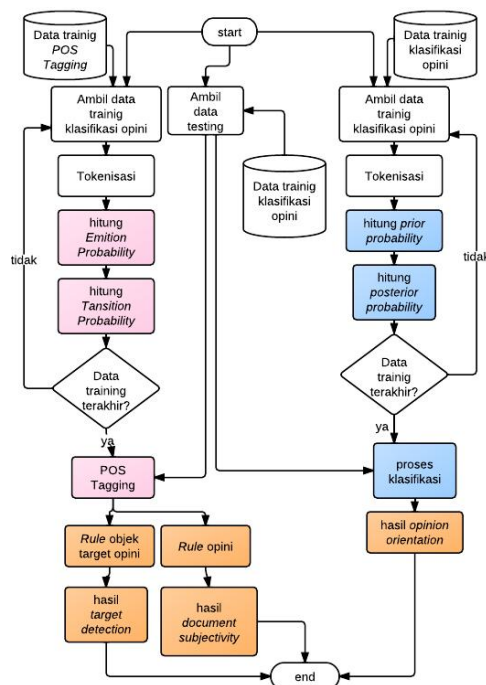 Data trainig
POS
Tagging
start
Data trainig
klasifikasi
opini
Ambil data
trainig
klasifikasi opini
Ambil
data
testing
Ambil data
trainig
klasifikasi opini
Tokenisasi
Data trainig
klasifikasi
opini
Tokenisasi
hitung
Emition
Probability
hitung prior
probability
tidak
tidak
hitung
Tansition
Probability
hitung
posterior
probability
Data
training
terakhir?
Data
trainig
terakhir?
ya
ya
POS
Tagging
proses
klasifikasi
Rule objek
target opini
Rule opini
hasil opinion
orientation
hasil
target
detection
hasil
document
subjectivity
end